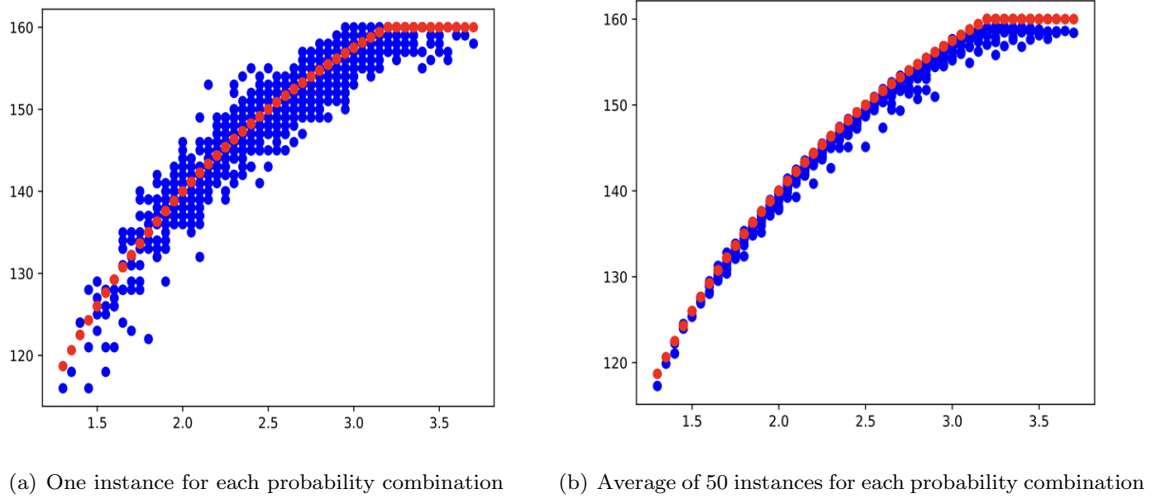 160
150
140
130
120
1.5 2.0 2.5 3.0 3.5
(a) One instance for each probability combination
160
150
140
130
120
1.5 2.0 2.5 3.0 3.5
(b) Average of 50 instances for each probability combination